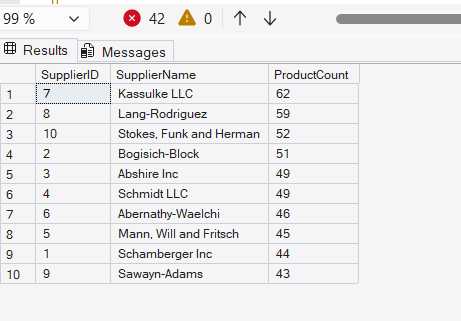 99 % 42 0
Results Messages
SupplierID SupplierName ProductCount
1 7 Kassulke LLC 62
2 8 Lang-Rodriguez 59
3 10 Stokes, Funk and Herman 52
4 2 Bogisich-Block 51
5 3 Abshire Inc 49
6 4 Schmidt LLC 49
7 6 Abernathy-Waelchi 46
8 5 Mann, Will and Fritsch 45
9 1 Schamberger Inc 44
10 9 Sawayn-Adams 43